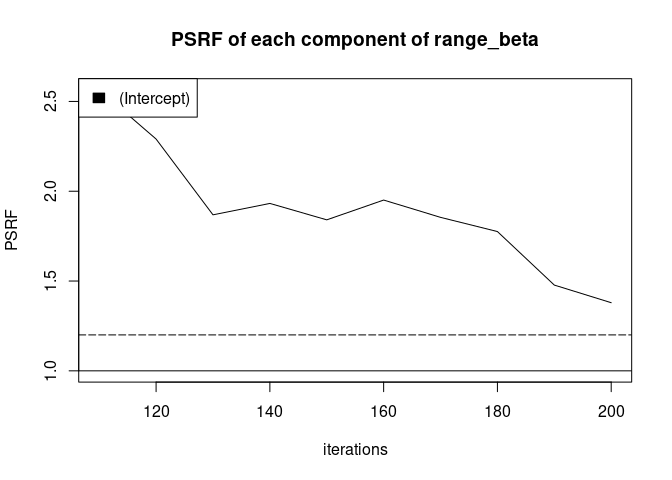 PSRF of each component of range_beta
(Intercept)
PSRF
2.5
2.0
1.5
1.0
120 140 160 180 200
iterations